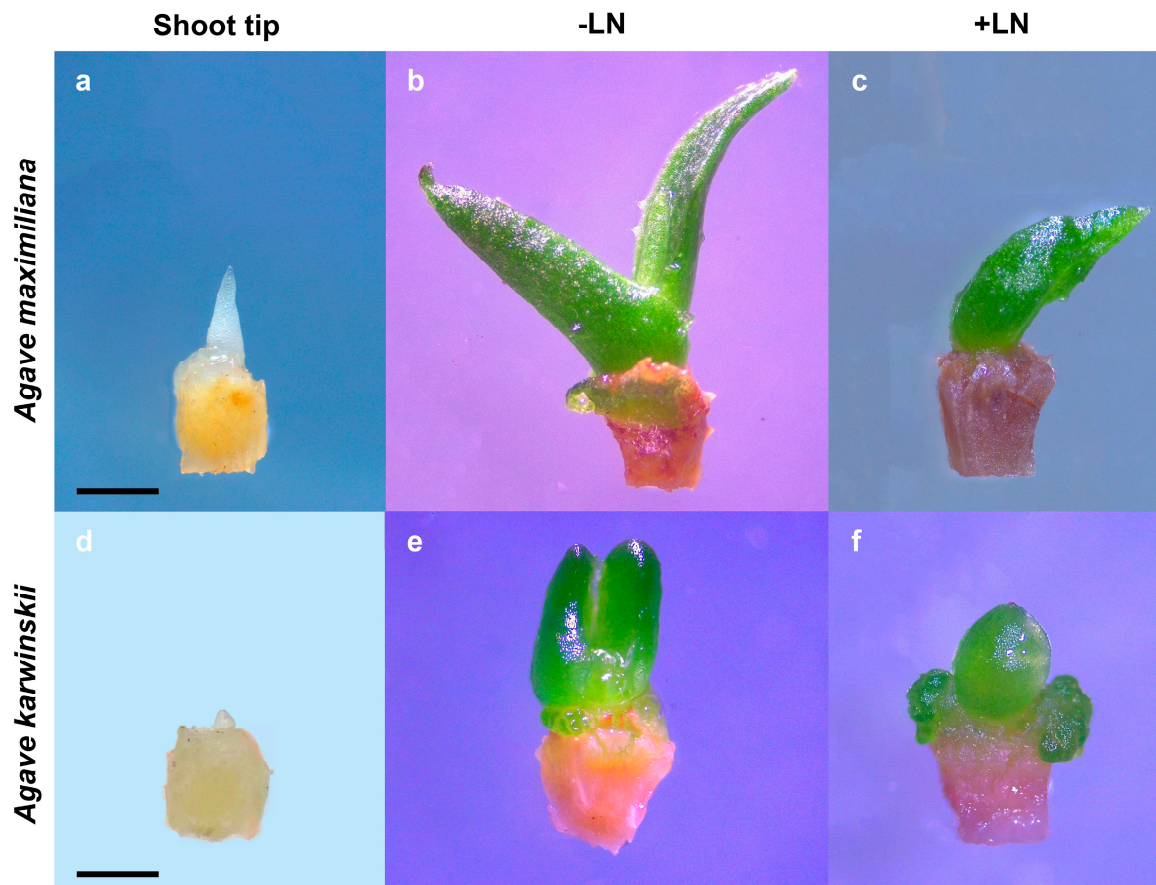 Shoot tip -LN +LN
Agave maximiliana
a b c
Agave karwinskii
d e f